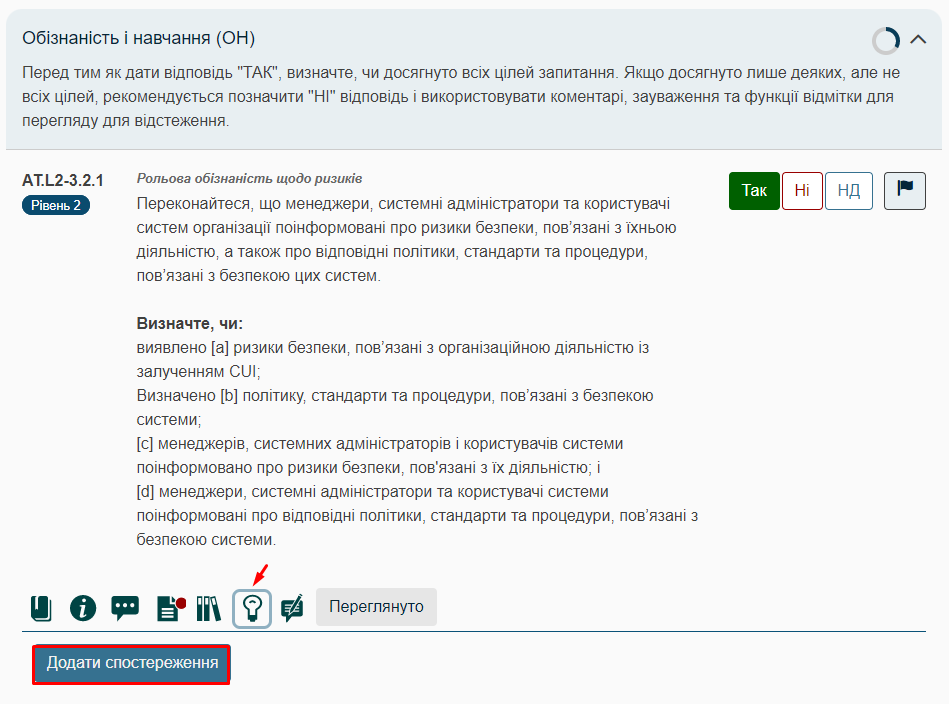 Обізнаність і навчання (ОН)
Перед тим як дати відповідь "ТАК", визначте, чи досягнуто всіх цілей запитання. Якщо досягнуто лише деяких, але не
всіх цілей, рекомендується позначити "НІ" відповідь і використовувати коментарі, зауваження та функції відмітки для
перегляду для відстеження.
AT.L2-3.2.1
Рівень 2
Рольова обізнаність щодо ризиків
Переконайтеся, що менеджери, системні адміністратори та користувачі
систем організації поінформовані про ризики безпеки, пов’язані з їхньою
діяльністю, а також про відповідні політики, стандарти та процедури,
пов’язані з безпекою цих систем.
Так
Ні
НД
Визначте, чи:
виявлено [a] ризики безпеки, пов’язані з організаційною діяльністю із
залученням CUI;
Визначено [b] політику, стандарти та процедури, пов’язані з безпекою
системи;
[c] менеджерів, системних адміністраторів і користувачів системи
поінформовано про ризики безпеки, пов'язані з їх діяльністю; і
[d] менеджери, системні адміністратори та користувачі системи
поінформовані про відповідні політики, стандарти та процедури, пов’язані з
безпекою системи.
Переглянуто
Додати спостереження